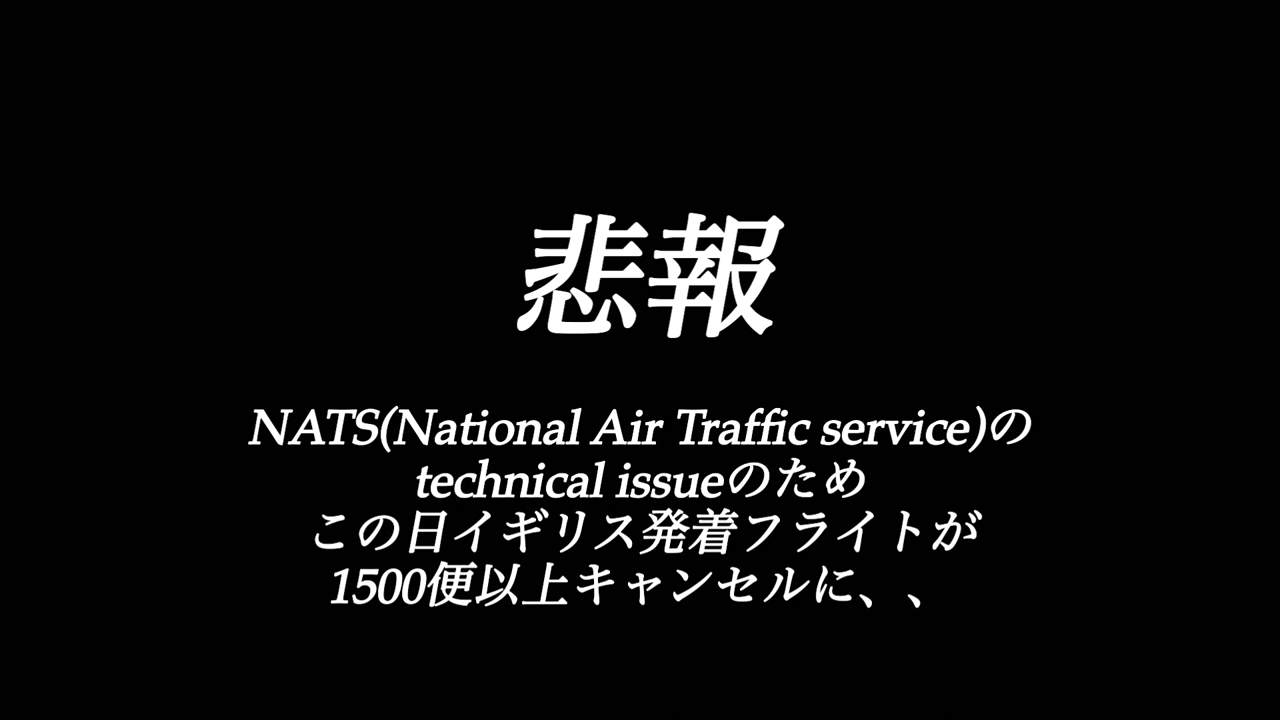 悲報
NATS(National Air Traffic service)の
technical issueのため
この日イギリス発着フライトが
1500便以上キャンセルに、、